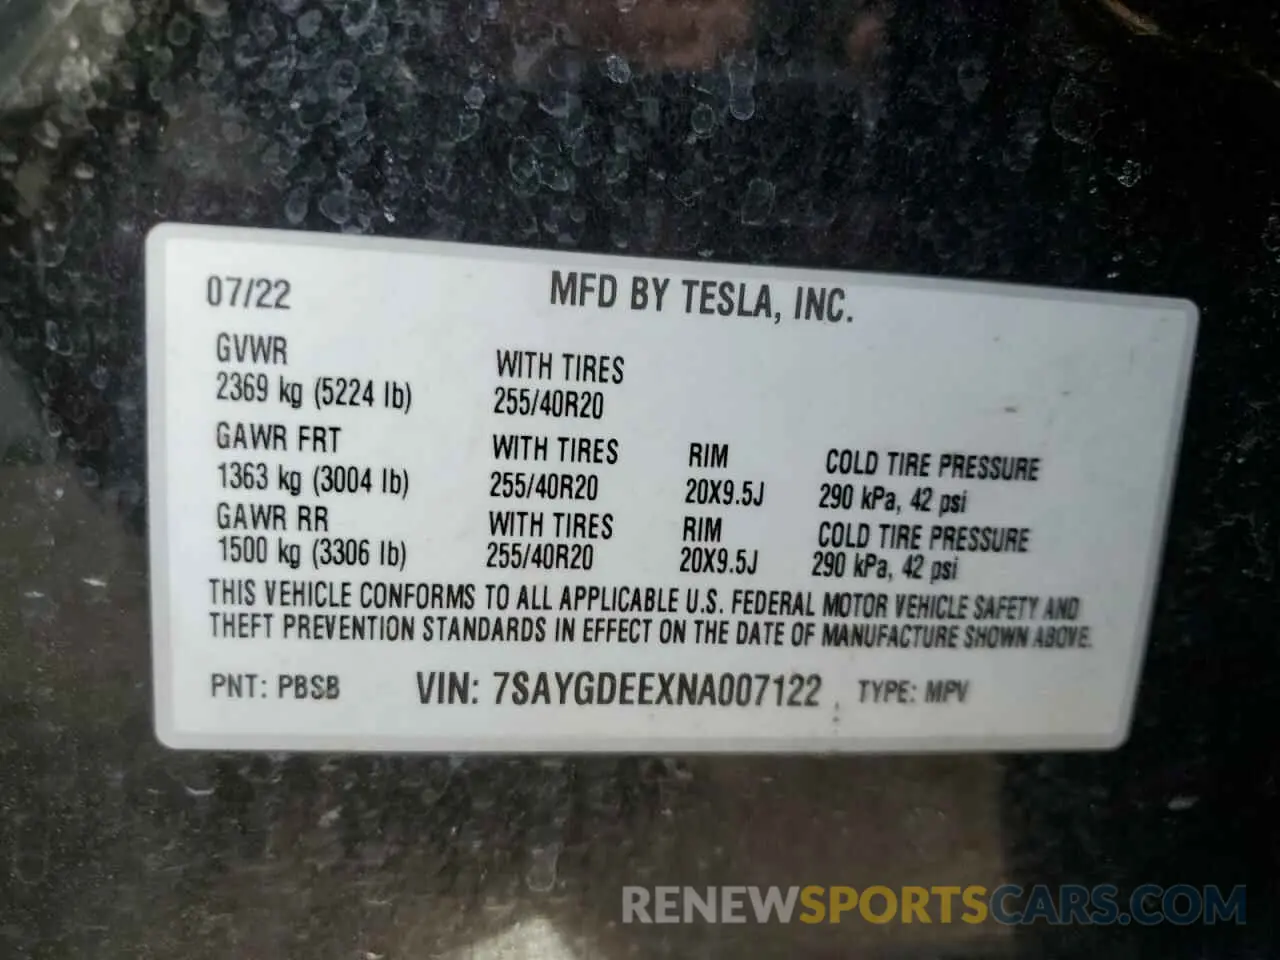 07/22 MFD BY TESLA, INC.
GVWR WITH TIRES
2369 kg (5224 lb) 255/40R20
GAWR FRT WITH TIRES RIM COLD TIRE PRESSURE
1363 kg (3004 lb) 255/40R20 20X9.5J 290 kPa, 42 psi
GAWR RR WITH TIRES RIM COLD TIRE PRESSURE
1500 kg (3306 lb) 255/40R20 20X9.5J 290 kPa, 42 psi
THIS VEHICLE CONFORMS TO ALL APPLICABLE U.S. FEDERAL MOTOR VEHICLE SAFETY AND
THEFT PREVENTION STANDARDS IN EFFECT ON THE DATE OF MANUFACTURE SHOWN ABOVE.
PNT: PBSB VIN: 7SAYGDEEXNA007122 TYPE: MPV
RENEWSPORTSCARS.COM